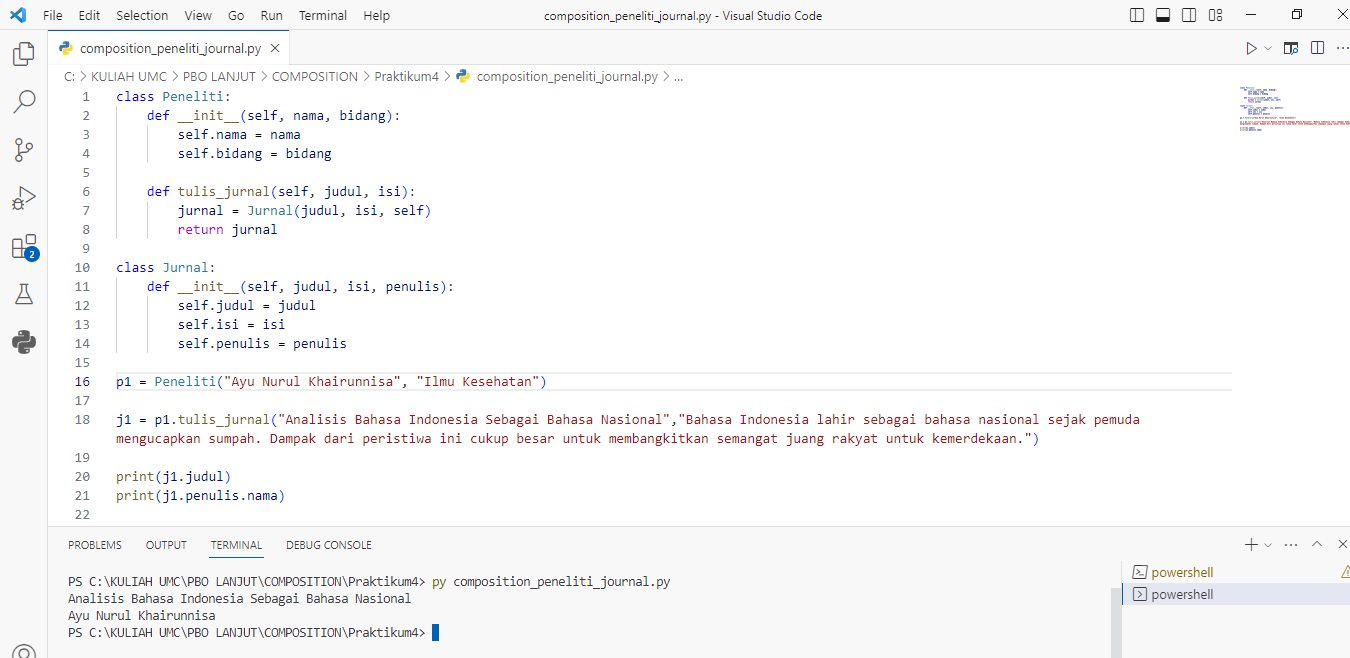 File Edit Selection View Go Run Terminal Help composition_peneliti_journal.py - Visual Studio Code
composition_peneliti_journal.py
C: > KULIAH UMC > PBO LANJUT > COMPOSITION > Praktikum4 > composition_peneliti_journal.py > ...
1 class Peneliti:
2     def __init__(self, nama, bidang):
3         self.nama = nama
4         self.bidang = bidang
5
6     def tulis_jurnal(self, judul, isi):
7         jurnal = Jurnal(judul, isi, self)
8         return jurnal
9
10 class Jurnal:
11     def __init__(self, judul, isi, penulis):
12         self.judul = judul
13         self.isi = isi
14         self.penulis = penulis
15
16 p1 = Peneliti("Ayu Nurul Khairunnisa", "Ilmu Kesehatan")
17
18 j1 = p1.tulis_jurnal("Analisis Bahasa Indonesia Sebagai Bahasa Nasional","Bahasa Indonesia lahir sebagai bahasa nasional sejak pemuda
mengucapkan sumpah. Dampak dari peristiwa ini cukup besar untuk membangkitkan semangat juang rakyat untuk kemerdekaan.")
19
20 print(j1.judul)
21 print(j1.penulis.nama)
22
2
PROBLEMS OUTPUT TERMINAL DEBUG CONSOLE
PS C:\KULIAH UMC\PBO LANJUT\COMPOSITION\Praktikum4> py composition_peneliti_journal.py
Analisis Bahasa Indonesia Sebagai Bahasa Nasional
Ayu Nurul Khairunnisa
PS C:\KULIAH UMC\PBO LANJUT\COMPOSITION\Praktikum4>
powershell
powershell